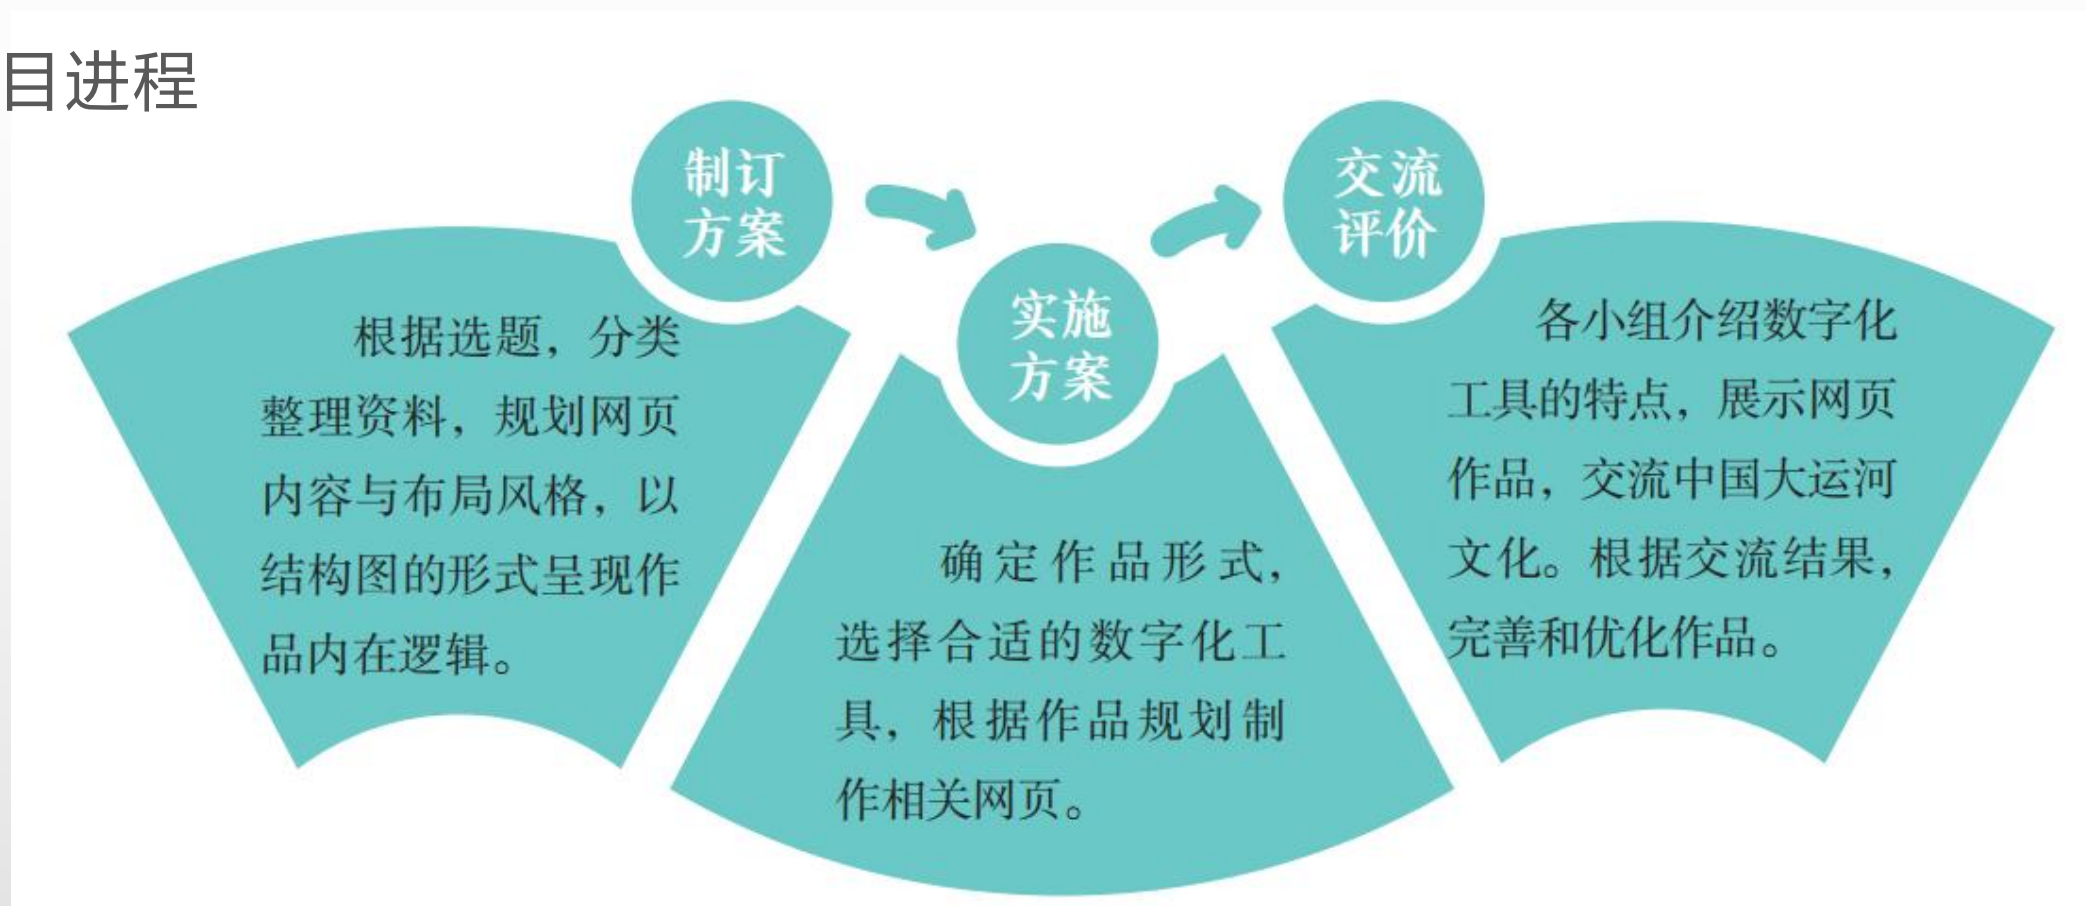 目进程
制订
方案
根据选题，分类
整理资料，规划网页
内容与布局风格，以
结构图的形式呈现作
品内在逻辑。
实施
方案
确定作品形式，
选择合适的数字化工
具，根据作品规划制
作相关网页。
交流
评价
各小组介绍数字化
工具的特点，展示网页
作品，交流中国大运河
文化。根据交流结果，
完善和优化作品。